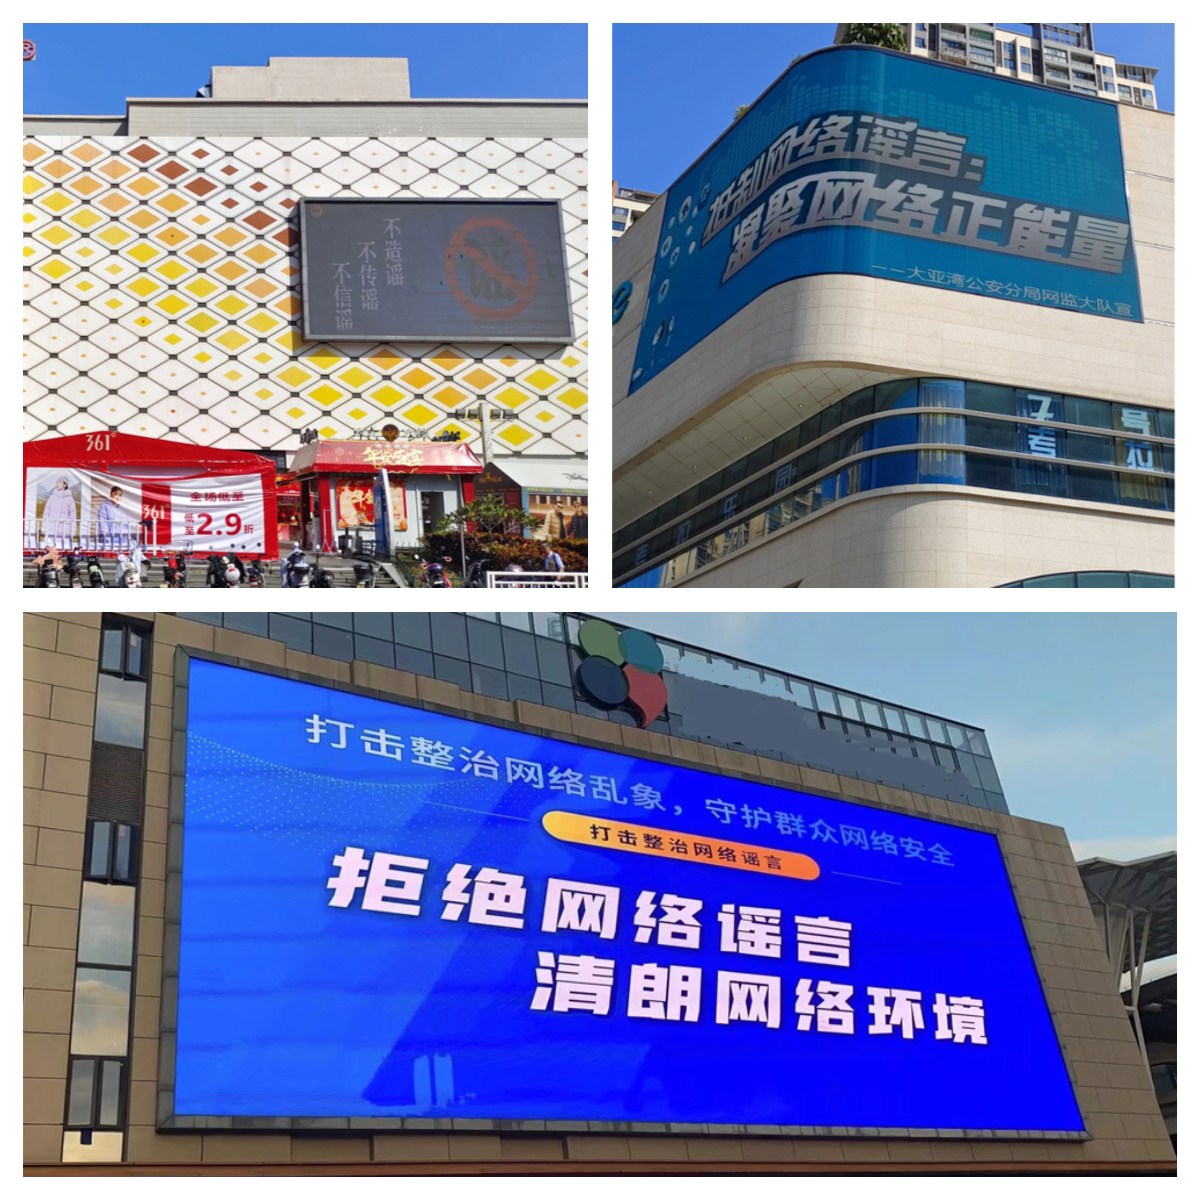 不造谣
不传谣
不信谣
谣
361°
361°
全场低至
低至2.9折
抵制网络谣言:
凝聚网络正能量
——大亚湾公安分局网监大队宣
打击整治网络乱象，守护群众网络安全
打击整治网络谣言
拒绝网络谣言
清朗网络环境